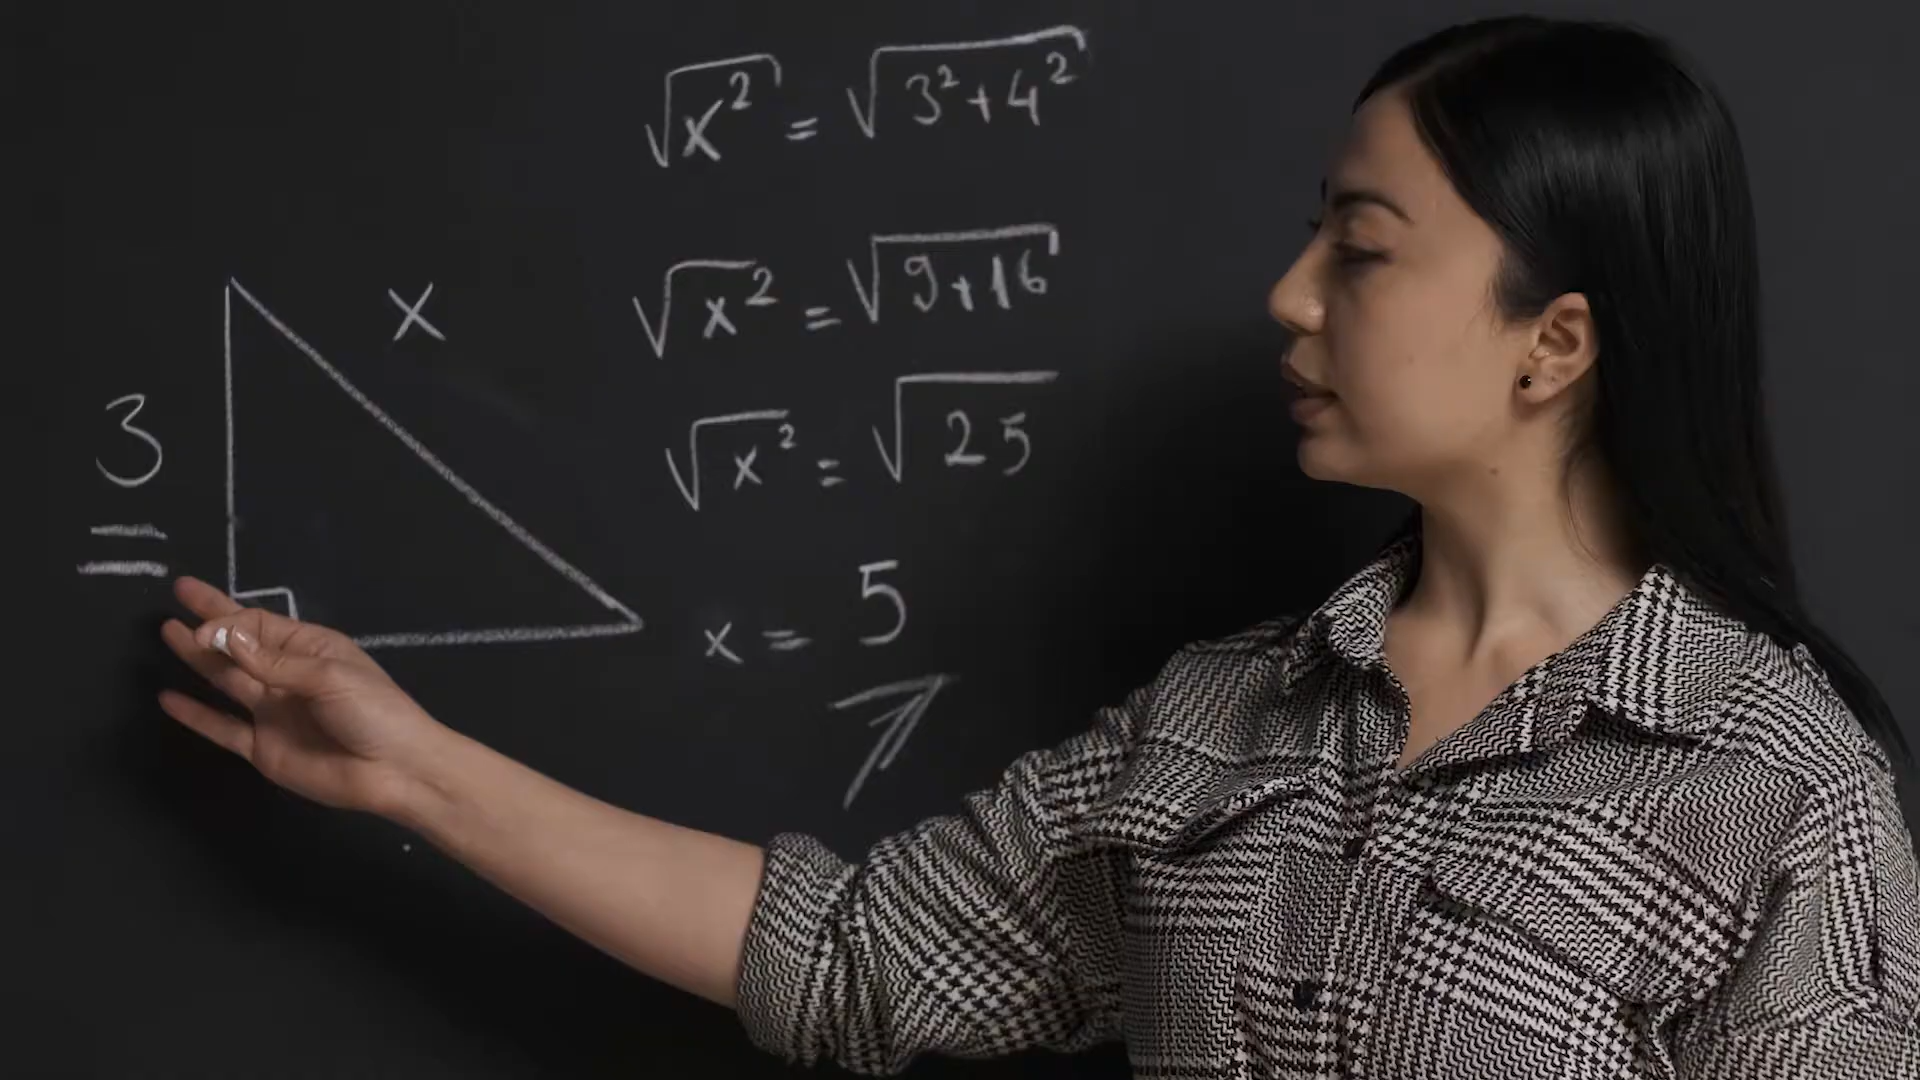 x
3
√x² = √3²+4²
√x² = √9+16
√x² = √25
x = 5